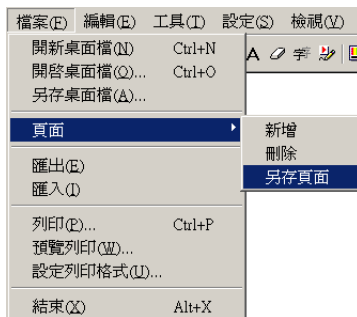 檔案(F) 編輯(E) 工具(T) 設定(S) 檢視(V)
開新桌面檔(N) Ctrl+N
開啓桌面檔(O)... Ctrl+O
另存桌面檔(A)...
頁面
新增
刪除
另存頁面
匯出(E)
匯入(I)
列印(P)... Ctrl+P
預覽列印(W)...
設定列印格式(U)...
結束(X) Alt+X